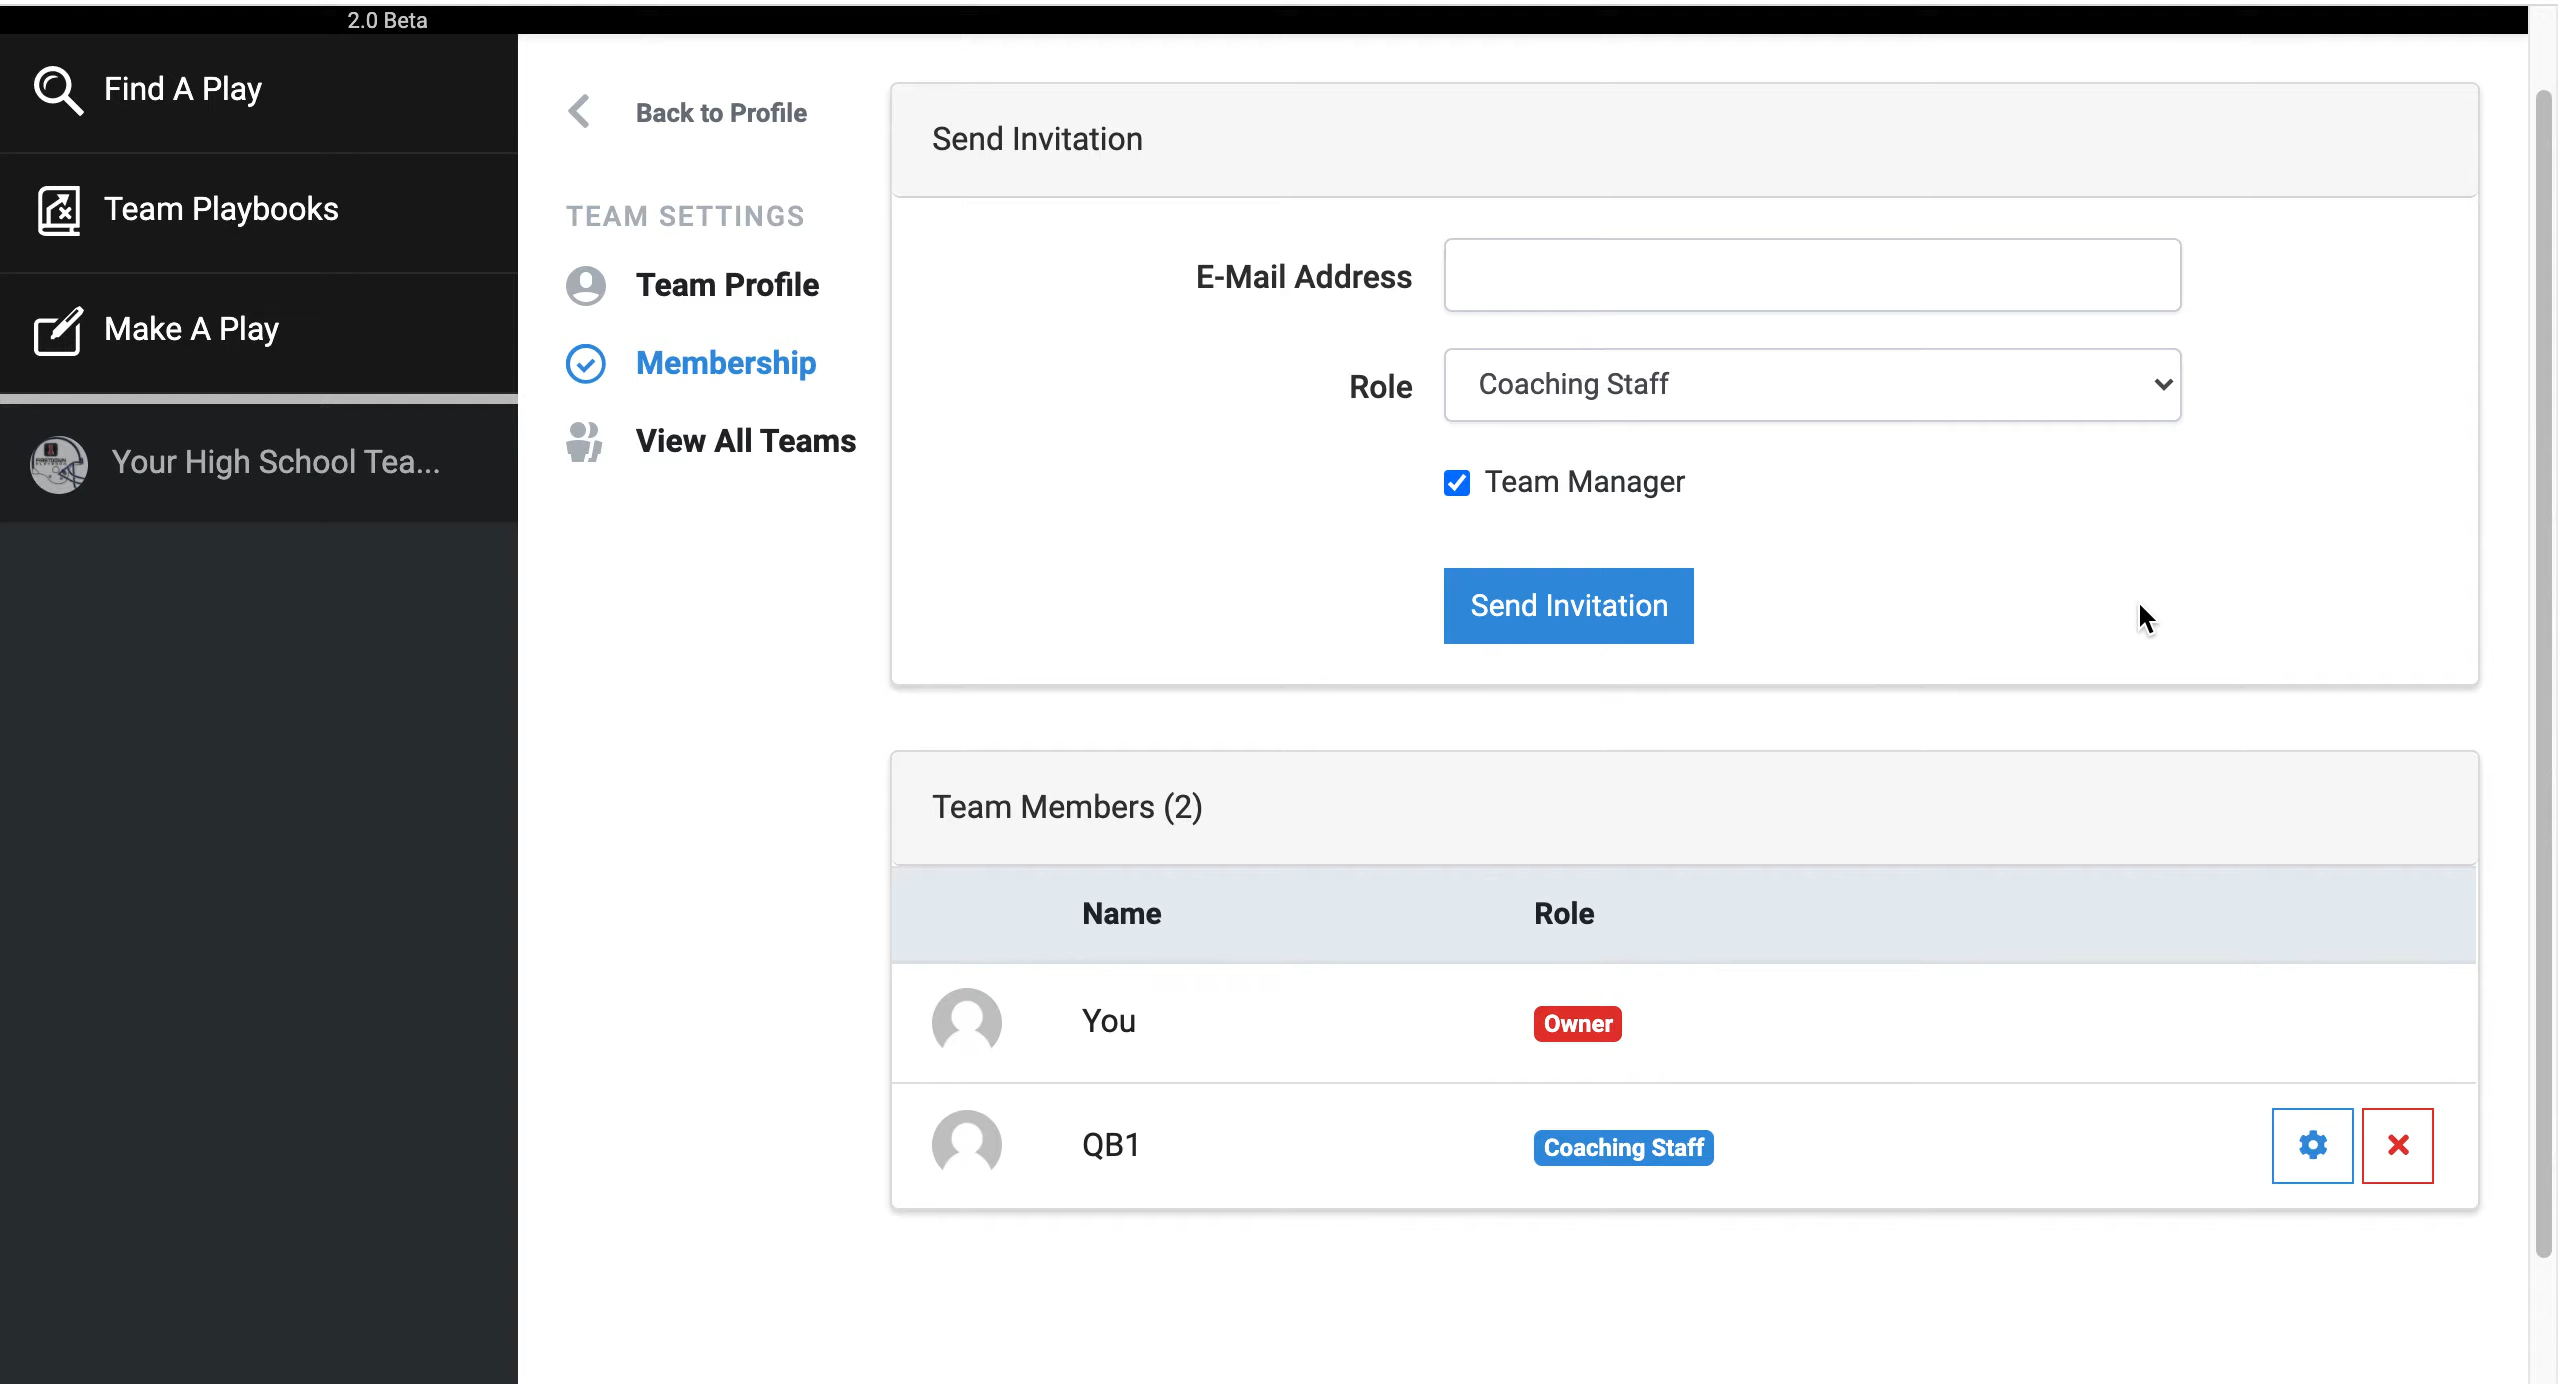 2.0 Beta
Find A Play
Team Playbooks
Make A Play
Your High School Tea...
Back to Profile
TEAM SETTINGS
Team Profile
Membership
View All Teams
Send Invitation
E-Mail Address
Role
Coaching Staff
Team Manager
Send Invitation
Team Members (2)
Name Role
You Owner
QB1 Coaching Staff